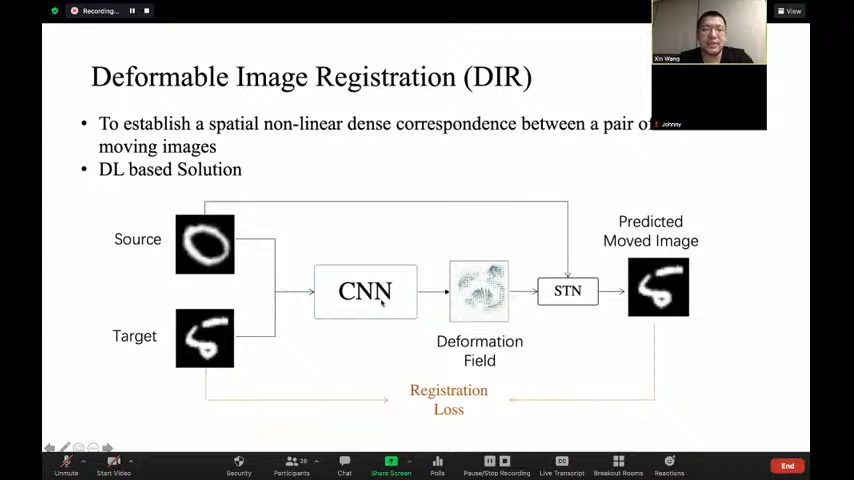 Recording...
View
Xin Wang
Johnny
Deformable Image Registration (DIR)
• To establish a spatial non-linear dense correspondence between a pair of
moving images
• DL based Solution
Source
Target
CNN
Deformation
Field
STN
Predicted
Moved Image
Registration
Loss
Unmute
Start Video
Security
Participants
26
Chat
Share Screen
Polls
Pause/Stop Recording
Live Transcript
Breakout Rooms
Reactions
End